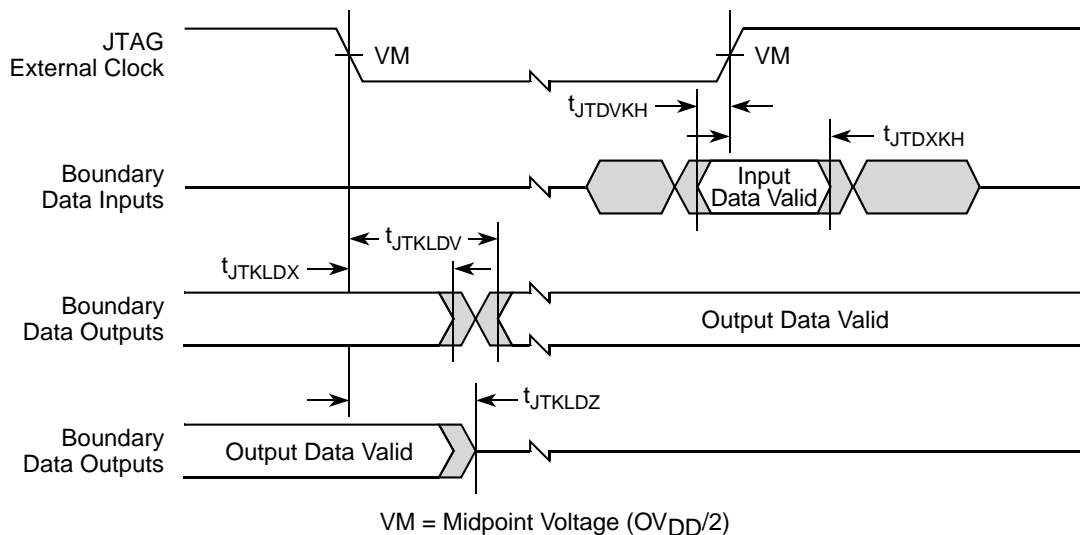 JTAG
External Clock
VM
VM
tJTDVKH
tJTDXKH
Boundary
Data Inputs
Input
Data Valid
tJTKLDV
tJTKLDX
Boundary
Data Outputs
Output Data Valid
tJTKLDZ
Boundary
Data Outputs
Output Data Valid
VM = Midpoint Voltage (OVDD/2)